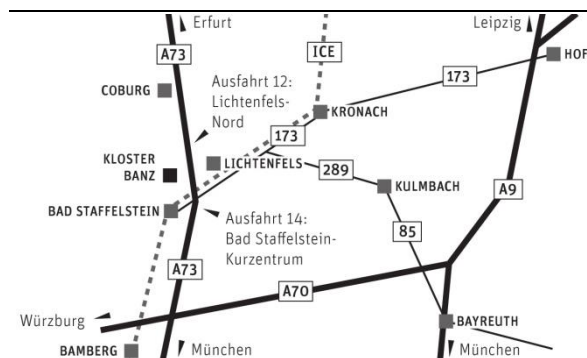 Erfurt
Leipzig
A73
ICE
HOF
Ausfahrt 12:
Lichtenfels-
Nord
COBURG
173
KRONACH
173
KLOSTER
BANZ
LICHTENFELS
289
KULMBACH
A9
BAD STAFFELSTEIN
Ausfahrt 14:
Bad Staffelstein-
Kurzentrum
85
A73
A70
Würzburg
BAYREUTH
BAMBERG
München
München